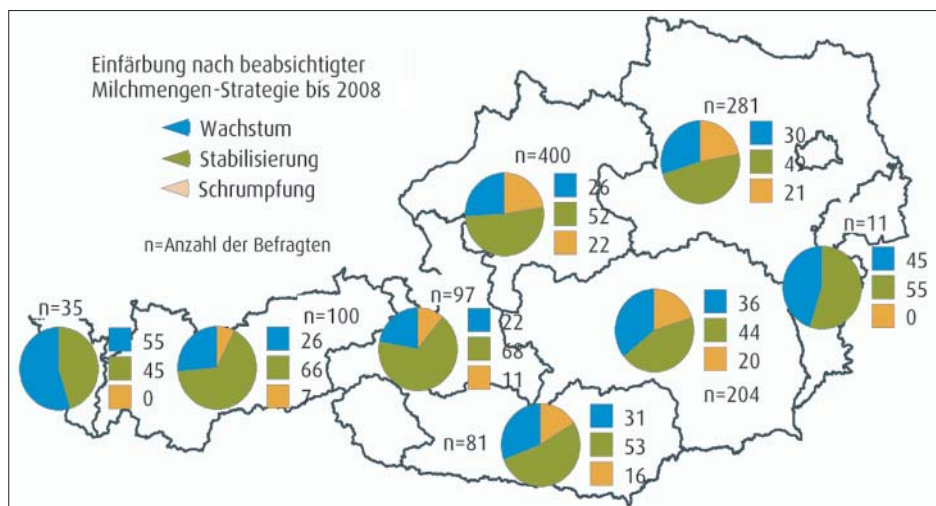 Einfärbung nach beabsichtigter
Milchmengen-Strategie bis 2008
Wachstum
Stabilisierung
Schrumpfung
n=Anzahl der Befragten
n=281
30
49
21
n=400
26
52
22
n=11
45
55
0
n=35
55
45
0
n=100
26
66
7
n=97
22
68
11
36
44
20
n=204
n=81
31
53
16